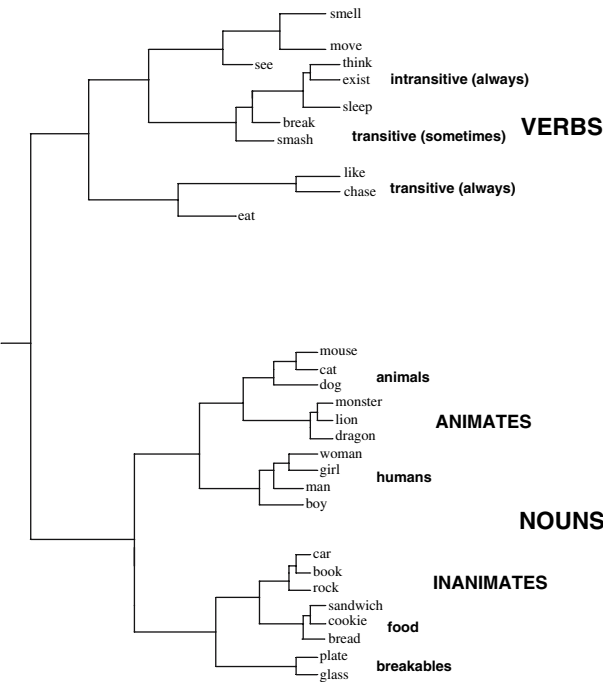 smell
move
see
think
exist
intransitive (always)
sleep
VERBS
break
transitive (sometimes)
smash
like
transitive (always)
chase
eat
mouse
cat
animals
dog
monster
ANIMATES
lion
dragon
woman
girl
humans
man
boy
NOUNS
car
book
INANIMATES
rock
sandwich
cookie
food
bread
plate
breakables
glass